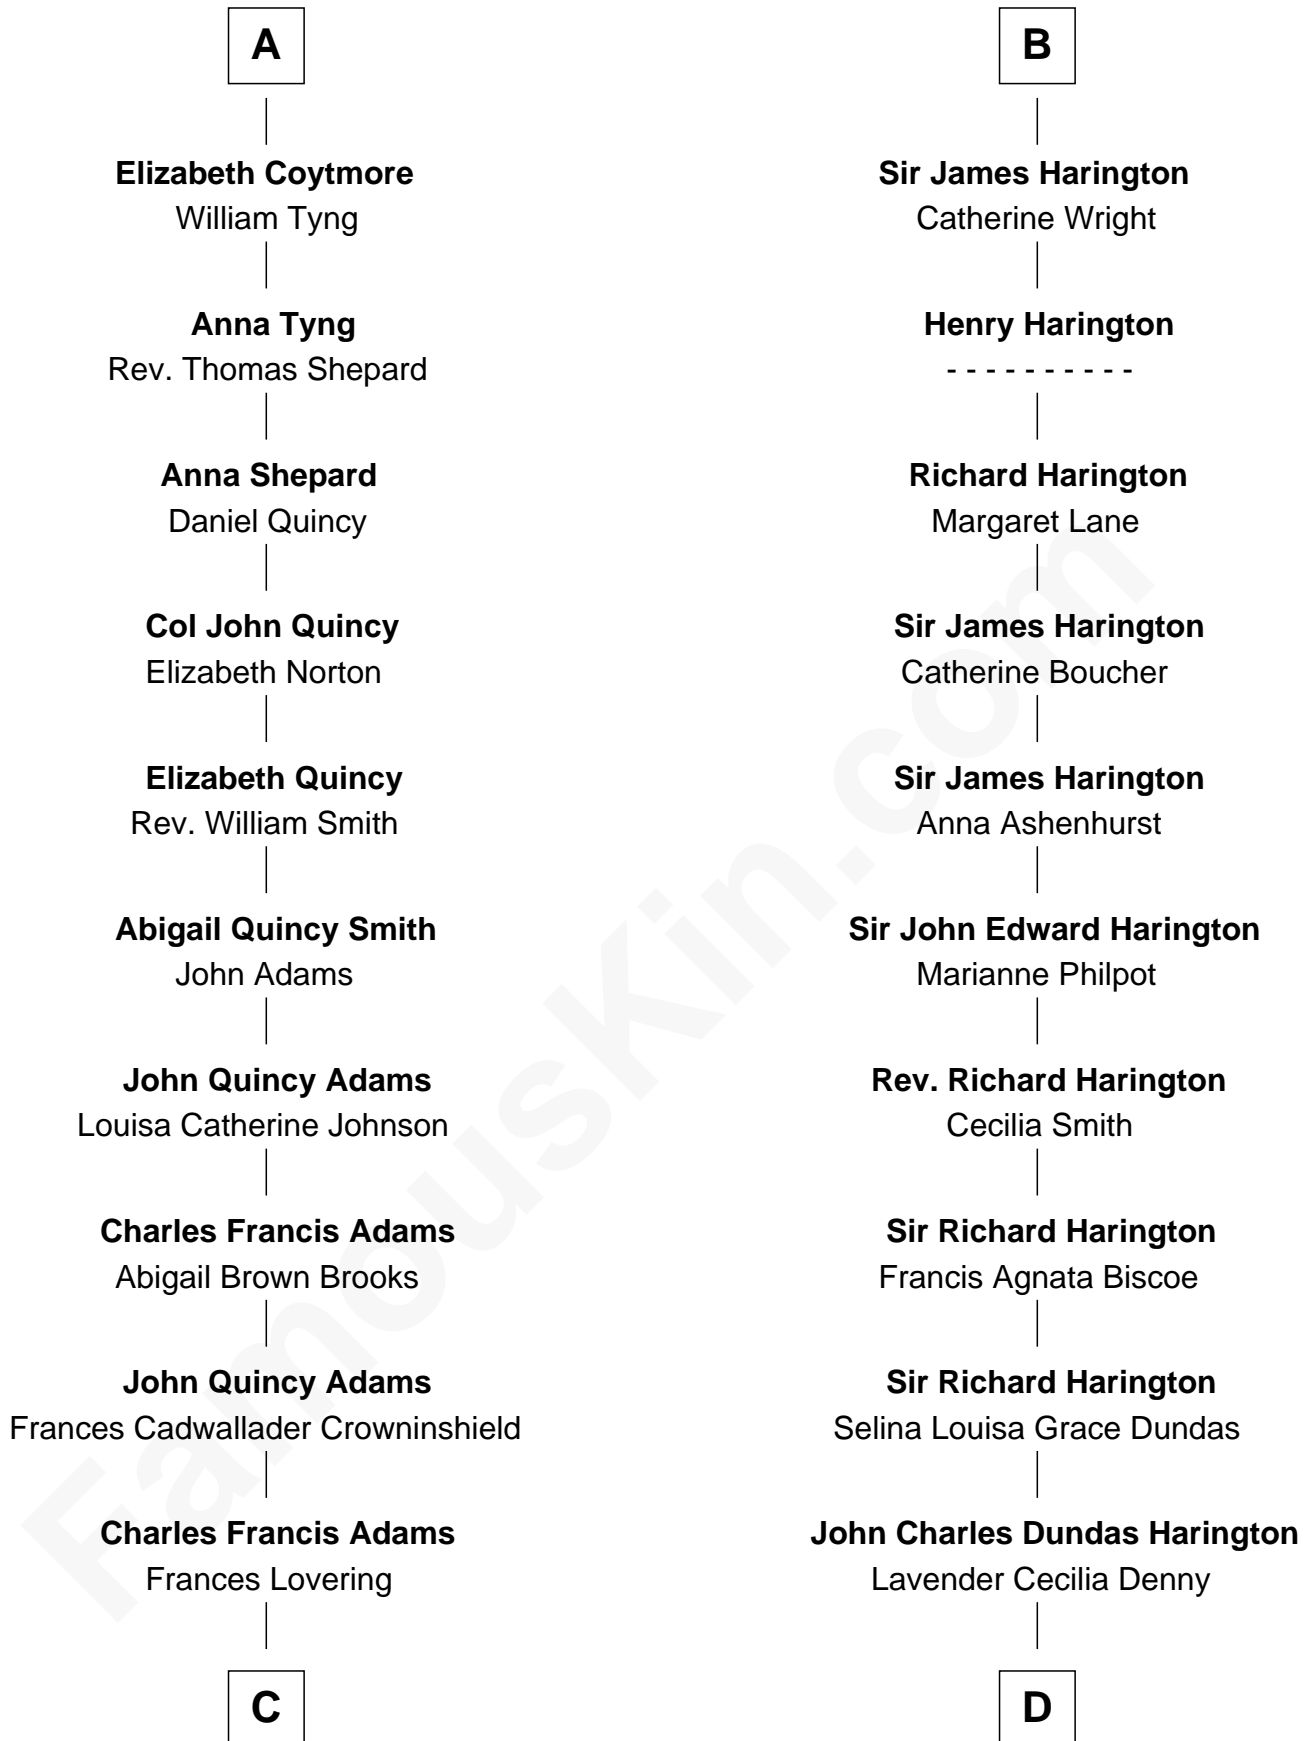 A
Elizabeth Coytmore
William Tyng
Anna Tyng
Rev. Thomas Shepard
Anna Shepard
Daniel Quincy
Col John Quincy
Elizabeth Norton
Elizabeth Quincy
Rev. William Smith
Abigail Quincy Smith
John Adams
John Quincy Adams
Louisa Catherine Johnson
Charles Francis Adams
Abigail Brown Brooks
John Quincy Adams
Frances Cadwallader Crowninshield
Charles Francis Adams
Frances Lovering
C
B
Sir James Harington
Catherine Wright
Henry Harington
- - - - - - - - - -
Richard Harington
Margaret Lane
Sir James Harington
Catherine Boucher
Sir James Harington
Anna Ashenhurst
Sir John Edward Harington
Marianne Philpot
Rev. Richard Harington
Cecilia Smith
Sir Richard Harington
Francis Agnata Biscoe
Sir Richard Harington
Selina Louisa Grace Dundas
John Charles Dundas Harington
Lavender Cecilia Denny
D
FamousKin.com